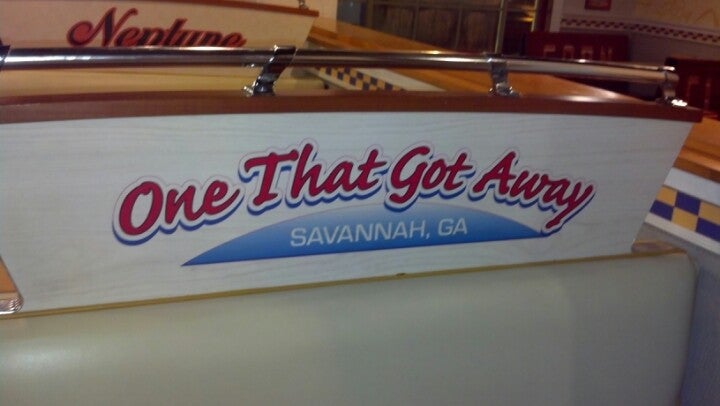 Neptune
One That Got Away
SAVANNAH, GA